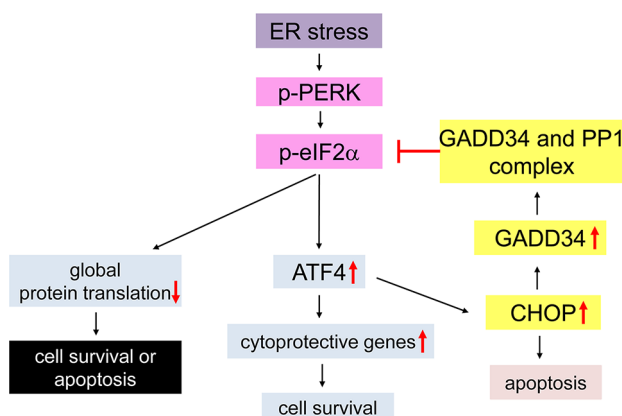 ER stress
p-PERK
p-eIF2α
GADD34 and PP1
complex
GADD34
global
protein translation
ATF4
CHOP
cell survival or
apoptosis
cytoprotective genes
apoptosis
cell survival